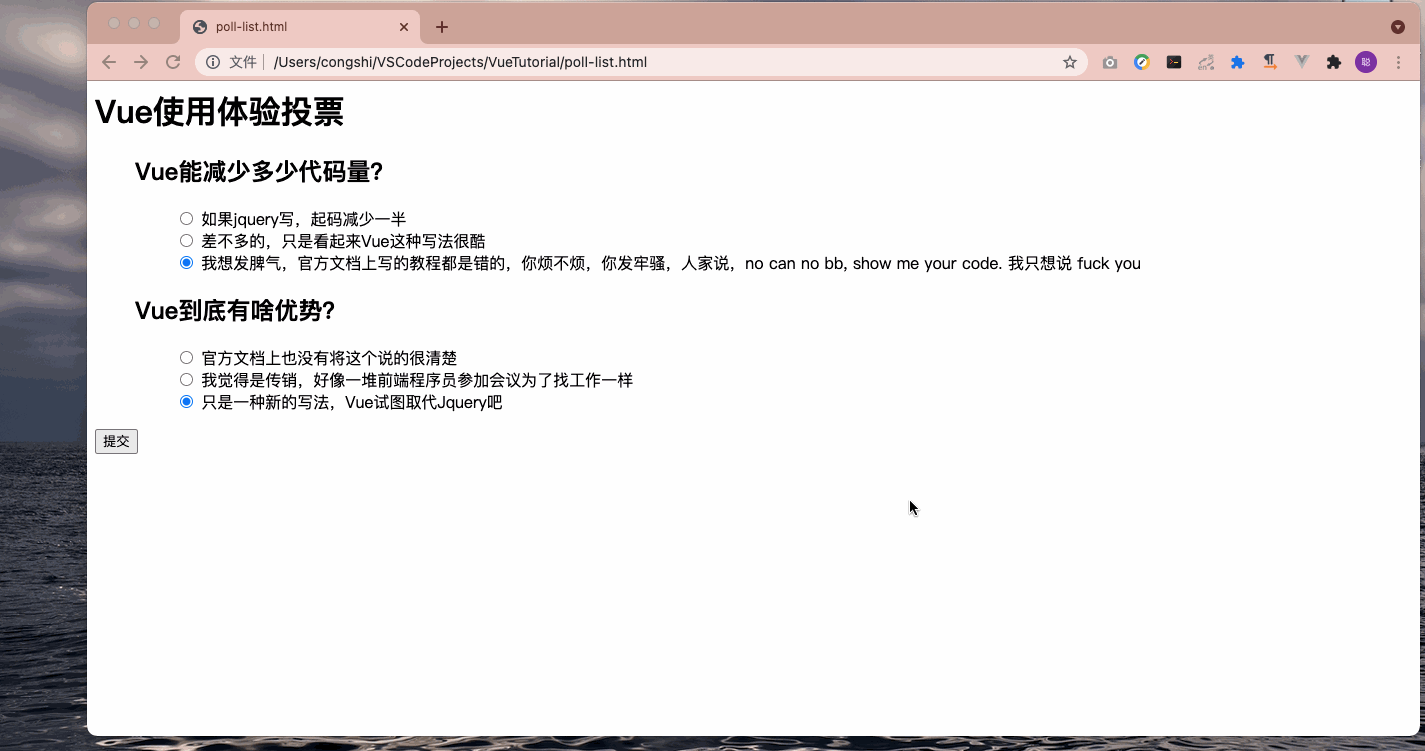 poll-list.html
文件 /Users/congshi/VSCodeProjects/VueTutorial/poll-list.html
聪
Vue使用体验投票
Vue能减少多少代码量?
如果jquery写，起码减少一半
差不多的，只是看起来Vue这种写法很酷
我想发脾气，官方文档上写的教程都是错的，你烦不烦，你发牢骚，人家说，no can no bb, show me your code. 我只想说 fuck you
Vue到底有啥优势?
官方文档上也没有将这个说的很清楚
我觉得是传销，好像一堆前端程序员参加会议为了找工作一样
只是一种新的写法，Vue试图取代Jquery吧
提交